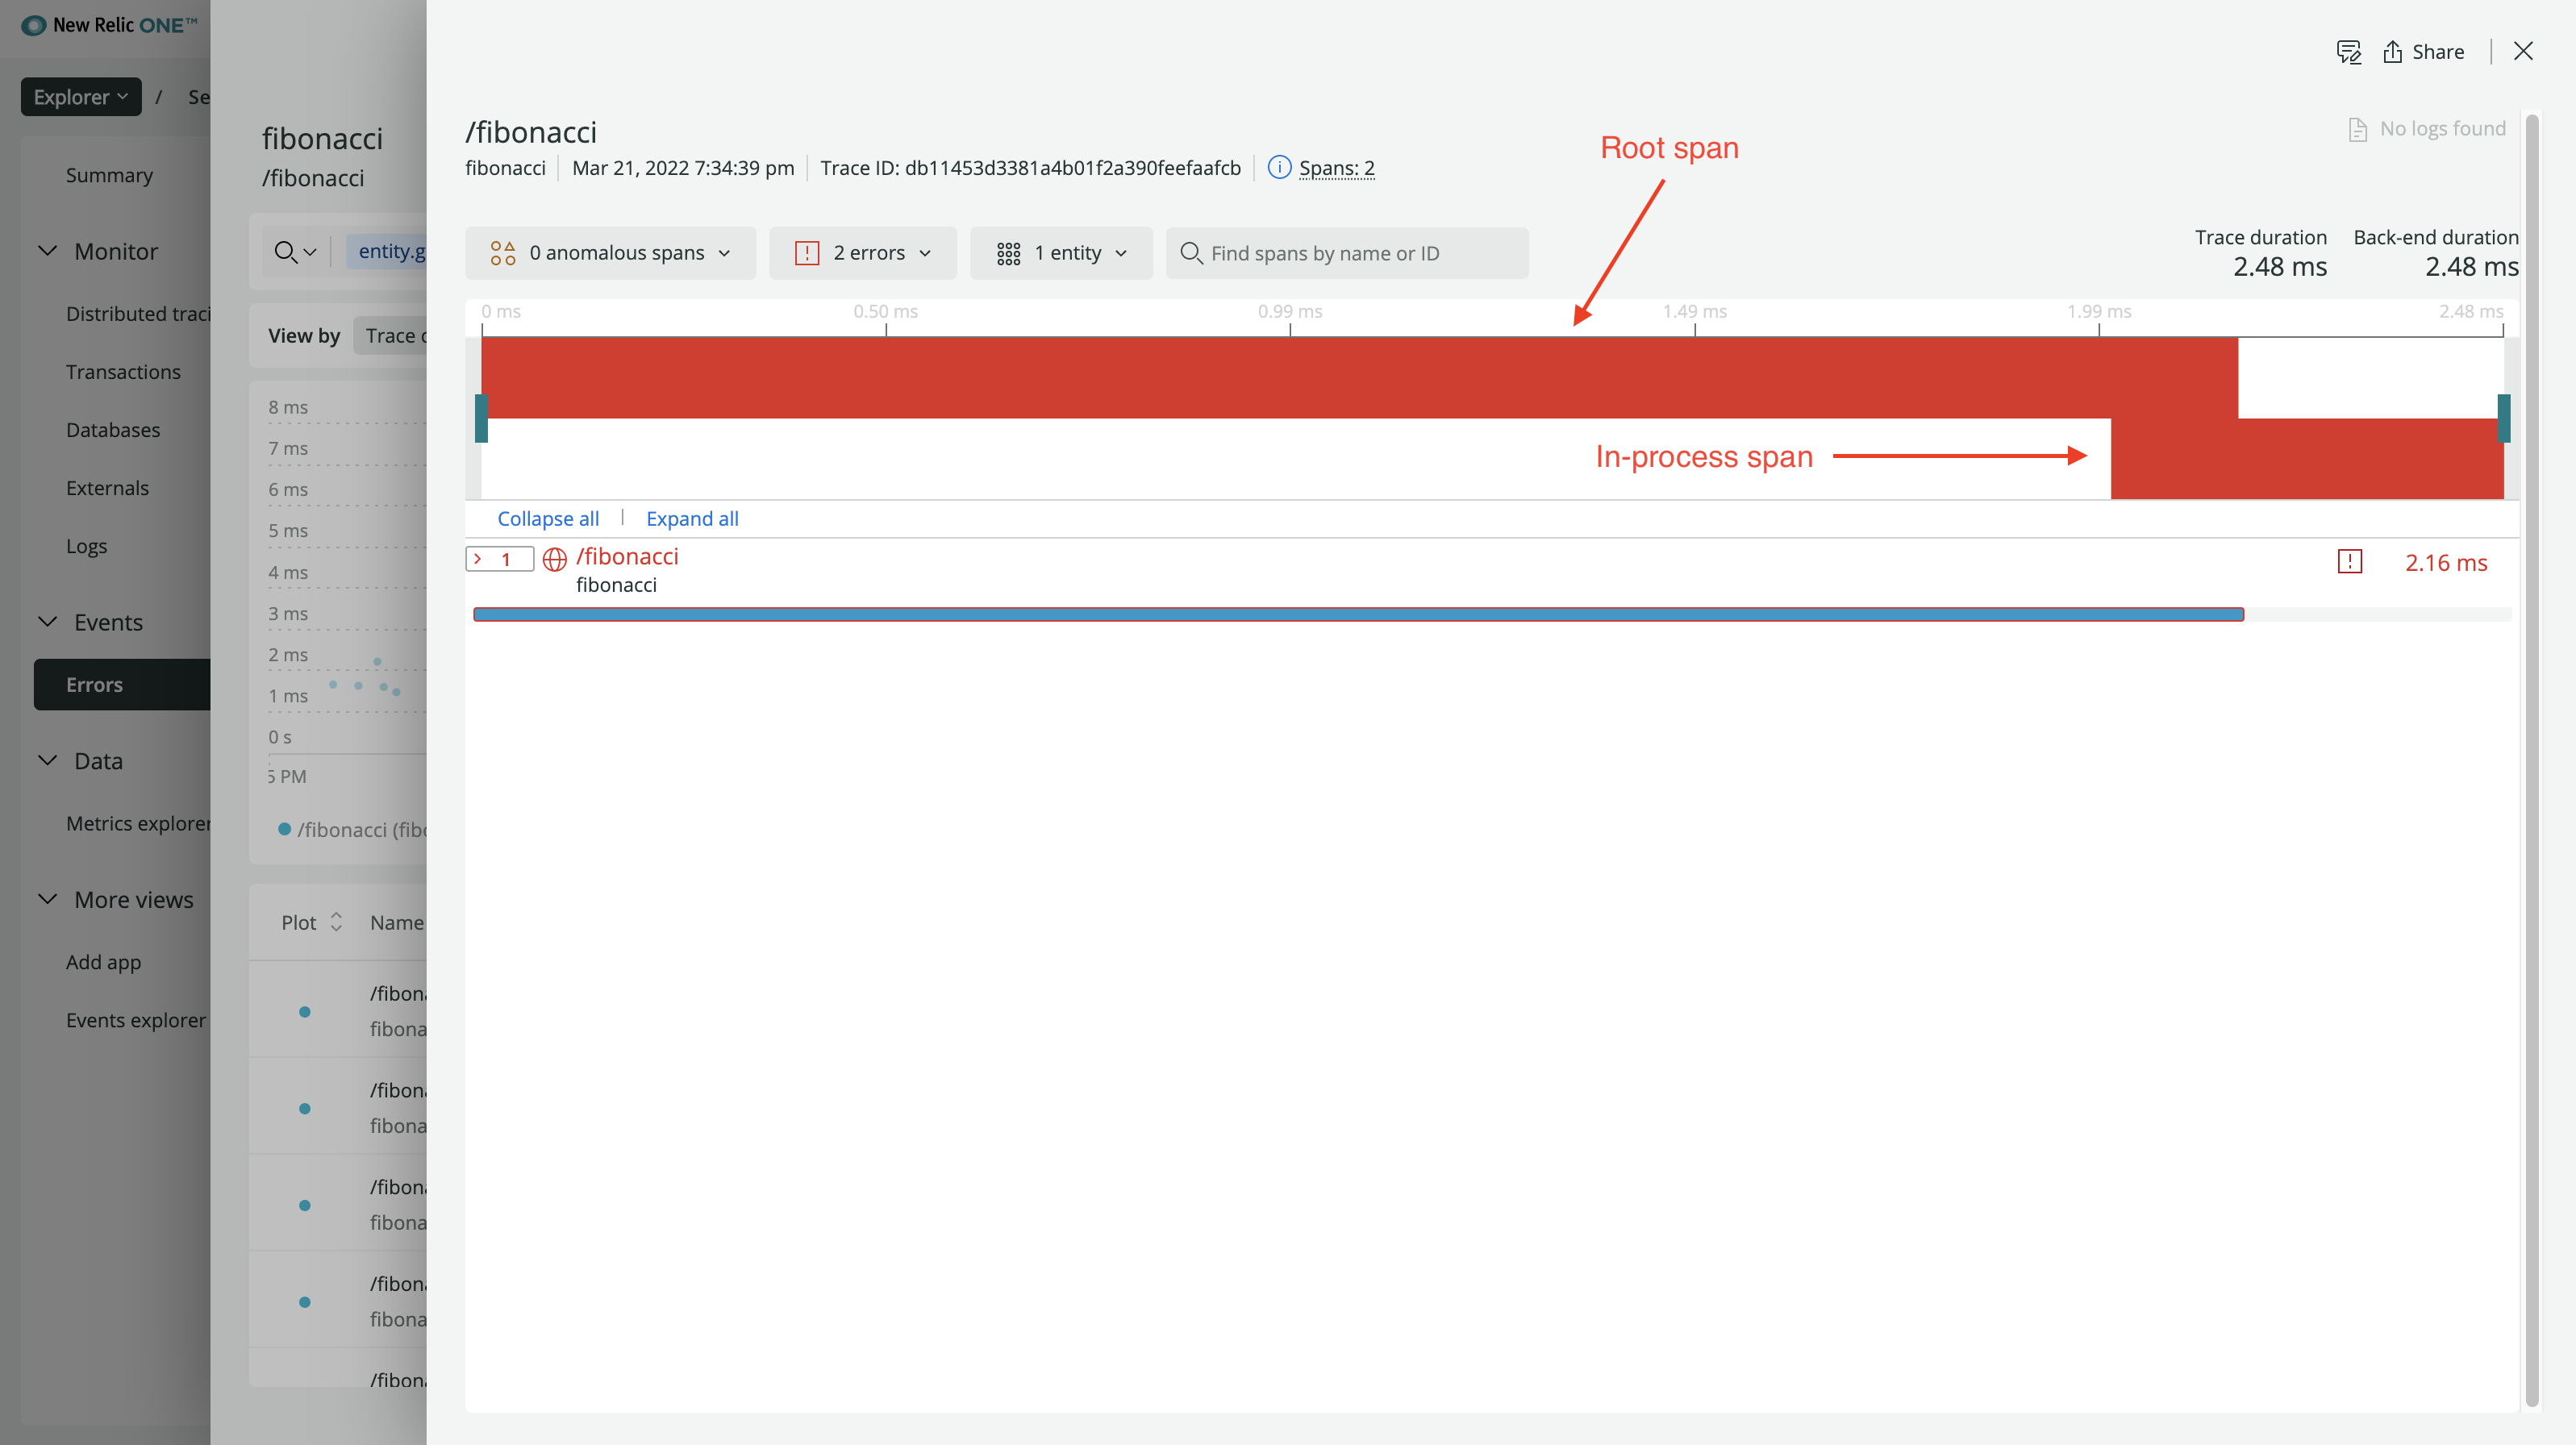 New Relic ONE™
Explorer / Se
Summary
Monitor
Distributed traci
Transactions
Databases
Externals
Logs
Events
Errors
Data
Metrics explorer
More views
Add app
Events explorer
fibonacci
/fibonacci
entity.g
View by Trace
8 ms
7 ms
6 ms
5 ms
4 ms
3 ms
2 ms
1 ms
0 s
5 PM
/fibonacci (fibo
Plot Name
/fibona
fibona
/fibona
fibona
/fibona
fibona
/fibona
fibona
/fibona
Share
/fibonacci
fibonacci Mar 21, 2022 7:34:39 pm Trace ID: db11453d3381a4b01f2a390feefaafcb Spans: 2
No logs found
Root span
0 anomalous spans 2 errors 1 entity Find spans by name or ID
Trace duration Back-end duration
2.48 ms 2.48 ms
0 ms 0.50 ms 0.99 ms 1.49 ms 1.99 ms 2.48 ms
In-process span
Collapse all Expand all
1 /fibonacci 2.16 ms
fibonacci